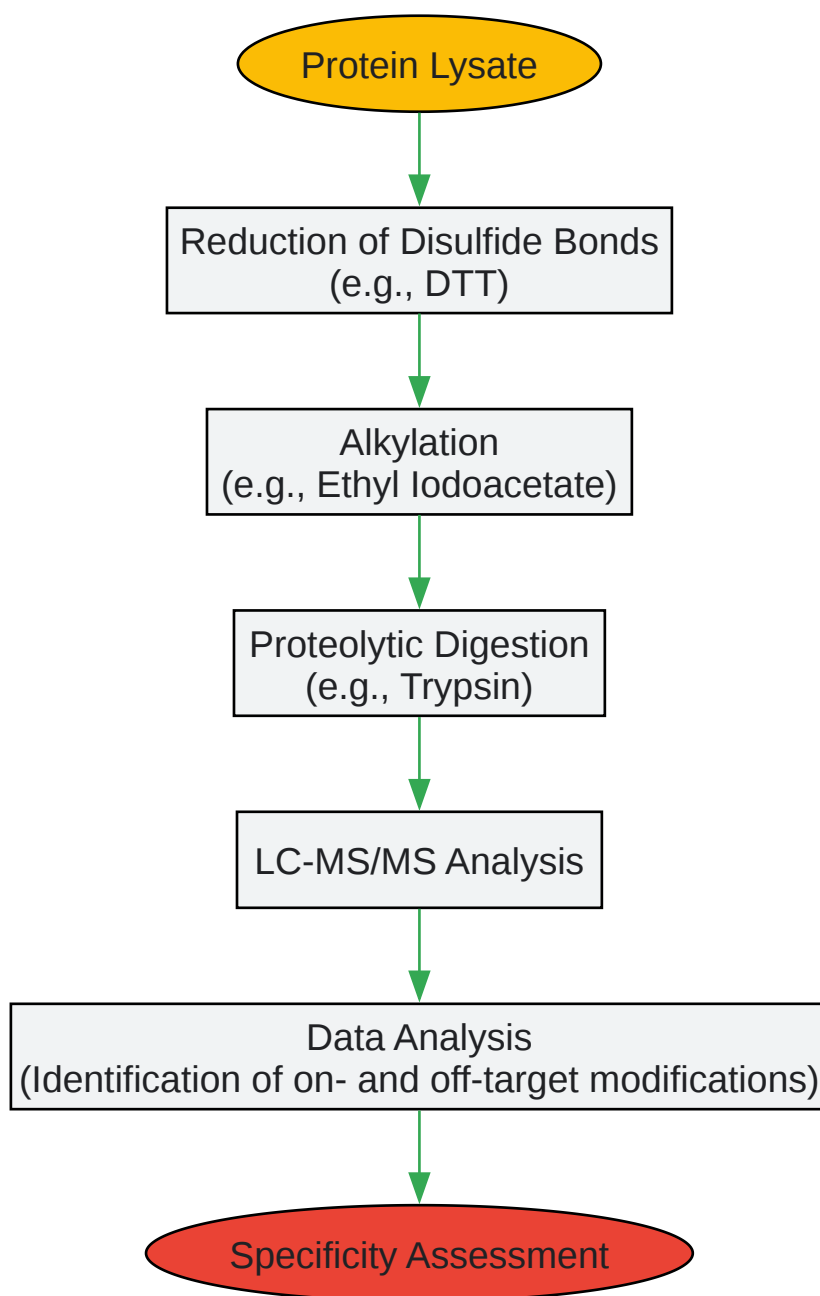 Protein Lysate
Reduction of Disulfide Bonds
(e.g., DTT)
Alkylation
(e.g., Ethyl Iodoacetate)
Proteolytic Digestion
(e.g., Trypsin)
LC-MS/MS Analysis
Data Analysis
(Identification of on- and off-target modifications)
Specificity Assessment